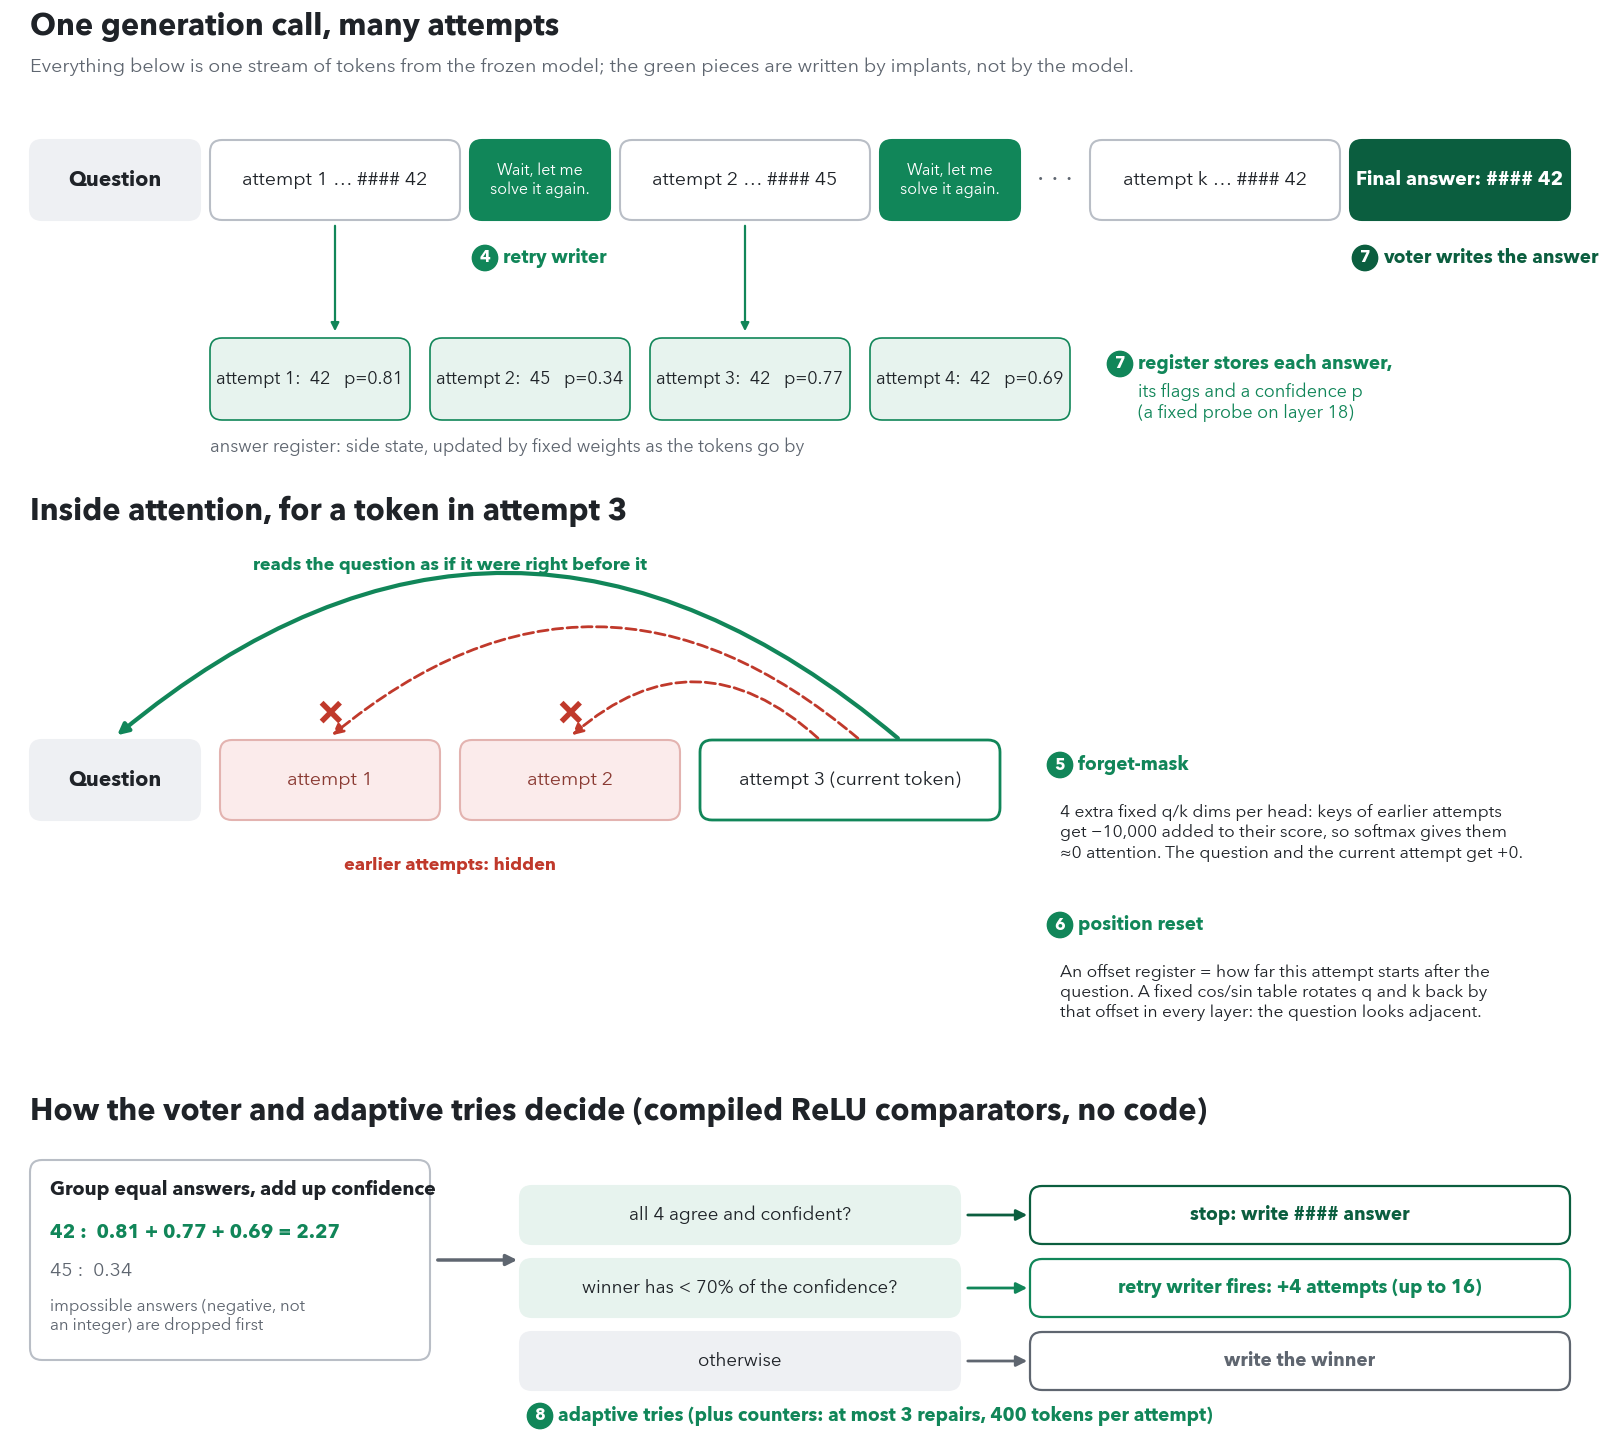 One generation call, many attempts
Everything below is one stream of tokens from the frozen model; the green pieces are written by implants, not by the model.
Question
attempt 1 … #### 42
Wait, let me
solve it again.
attempt 2 … #### 45
Wait, let me
solve it again.
· · ·
attempt k … #### 42
Final answer: #### 42
4 retry writer
7 voter writes the answer
attempt 1: 42 p=0.81
attempt 2: 45 p=0.34
attempt 3: 42 p=0.77
attempt 4: 42 p=0.69
7 register stores each answer,
its flags and a confidence p
(a fixed probe on layer 18)
answer register: side state, updated by fixed weights as the tokens go by
Inside attention, for a token in attempt 3
reads the question as if it were right before it
Question
attempt 1
attempt 2
attempt 3 (current token)
earlier attempts: hidden
5 forget-mask
4 extra fixed q/k dims per head: keys of earlier attempts
get −10,000 added to their score, so softmax gives them
≈0 attention. The question and the current attempt get +0.
6 position reset
An offset register = how far this attempt starts after the
question. A fixed cos/sin table rotates q and k back by
that offset in every layer: the question looks adjacent.
How the voter and adaptive tries decide (compiled ReLU comparators, no code)
Group equal answers, add up confidence
42 : 0.81 + 0.77 + 0.69 = 2.27
45 : 0.34
impossible answers (negative, not
an integer) are dropped first
all 4 agree and confident?
stop: write #### answer
winner has < 70% of the confidence?
retry writer fires: +4 attempts (up to 16)
otherwise
write the winner
8 adaptive tries (plus counters: at most 3 repairs, 400 tokens per attempt)